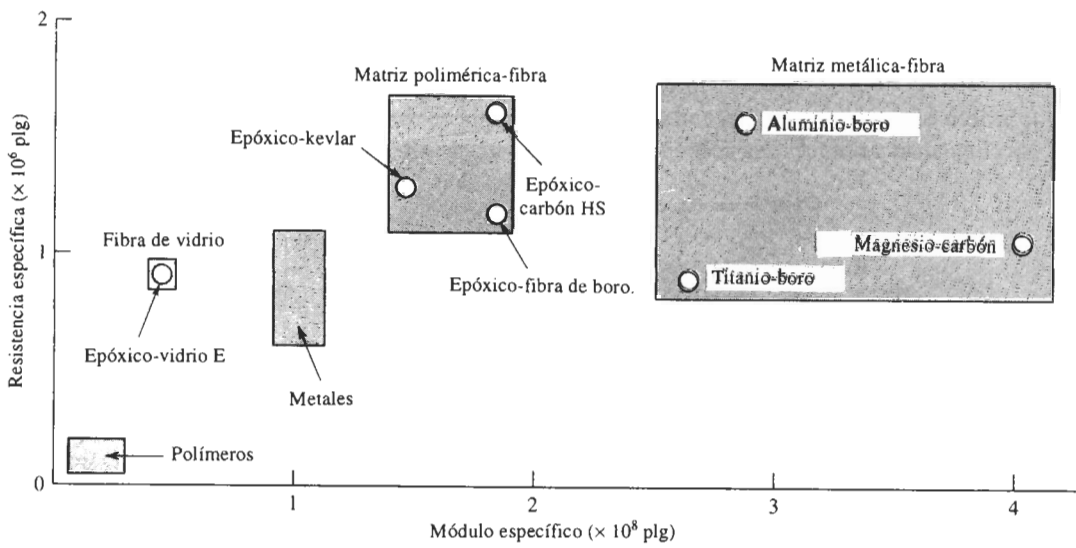 2
Matriz polimérica-fibra
Matriz metálica-fibra
Aluminio-boro
Epóxico-kevlar
Epóxico-
carbón HS
Resistencia específica (× 10⁶ plg)
1
Fibra de vidrio
Magnesio-carbón
Titanio-boro
Epóxico-fibra de boro.
Epóxico-vidrio E
Metales
Polímeros
0
1
2
3
4
Módulo específico (× 10⁸ plg)